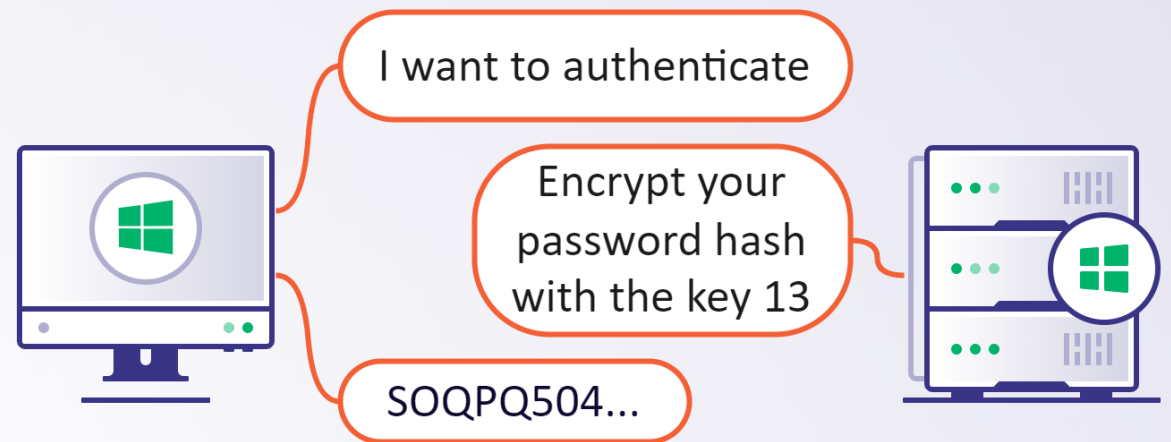 I want to authenticate
Encrypt your
password hash
with the key 13
SOQPQ504...